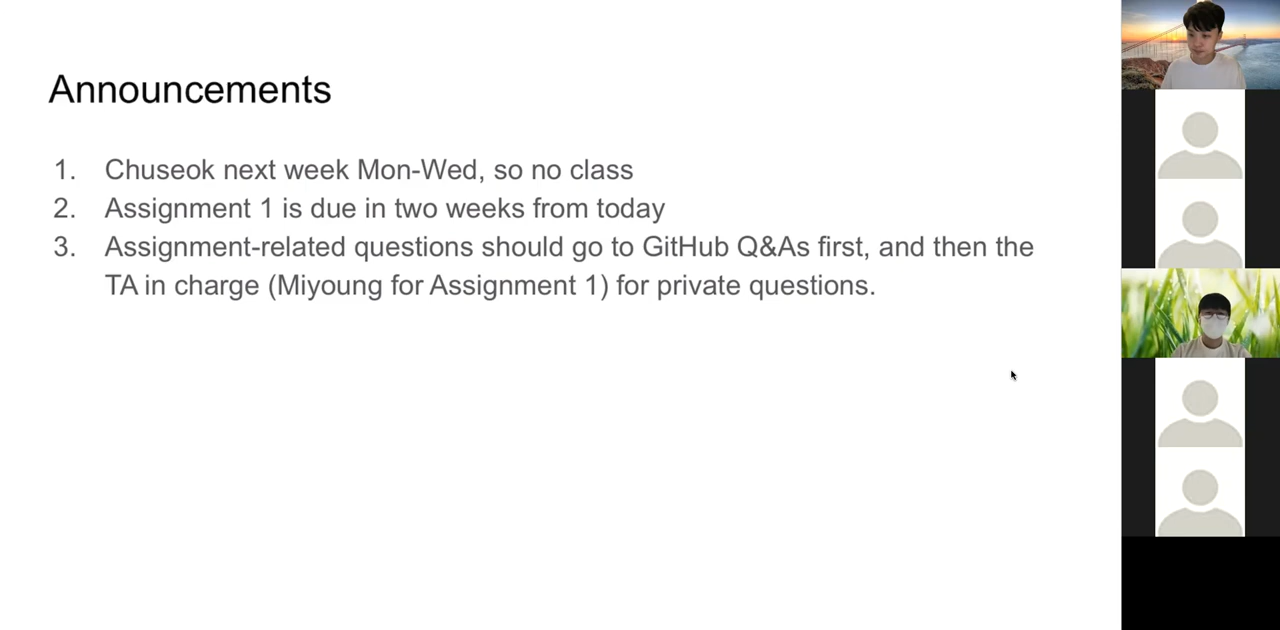 Announcements
1. Chuseok next week Mon-Wed, so no class
2. Assignment 1 is due in two weeks from today
3. Assignment-related questions should go to GitHub Q&As first, and then the
TA in charge (Miyoung for Assignment 1) for private questions.